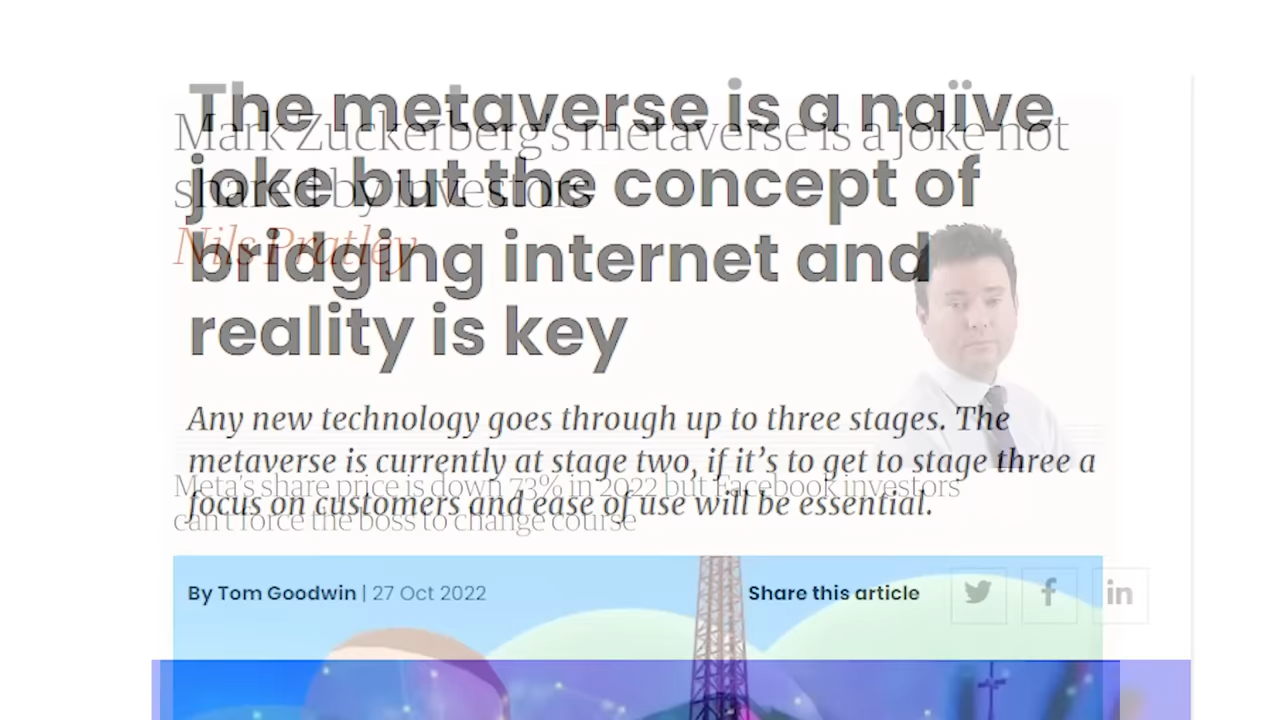 The metaverse is a naïve
joke but the concept of
bridging internet and
reality is key
Any new technology goes through up to three stages. The
metaverse is currently at stage two, if it’s to get to stage three a
focus on customers and ease of use will be essential.
By Tom Goodwin | 27 Oct 2022
Share this article
Mark Zuckerberg's metaverse is a joke not
shared by investors
Nils Pratley
Meta's share price is down 73% in 2022 but Facebook investors
can't force the boss to change course